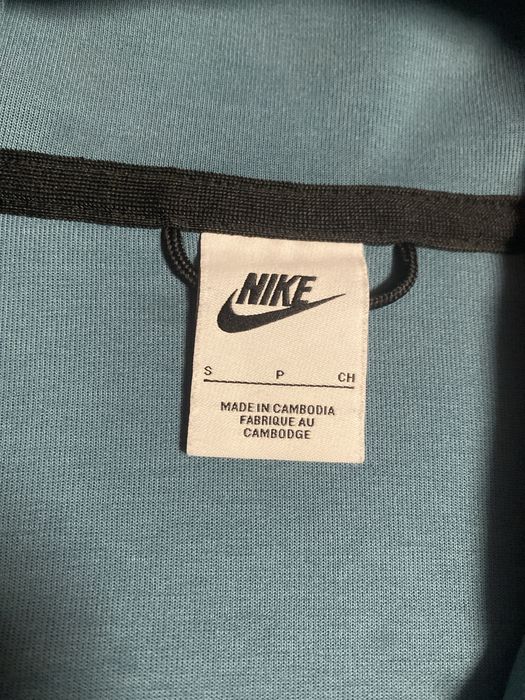 NIKE
S P CH
MADE IN CAMBODIA
FABRIQUE AU
CAMBODGE